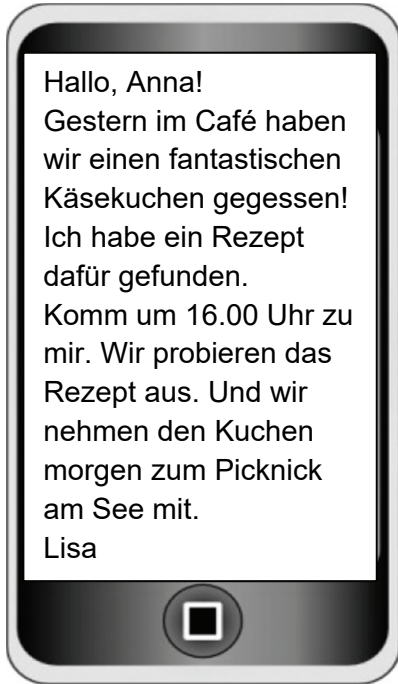 Hallo, Anna!
Gestern im Café haben
wir einen fantastischen
Käsekuchen gegessen!
Ich habe ein Rezept
dafür gefunden.
Komm um 16.00 Uhr zu
mir. Wir probieren das
Rezept aus. Und wir
nehmen den Kuchen
morgen zum Picknick
am See mit.
Lisa